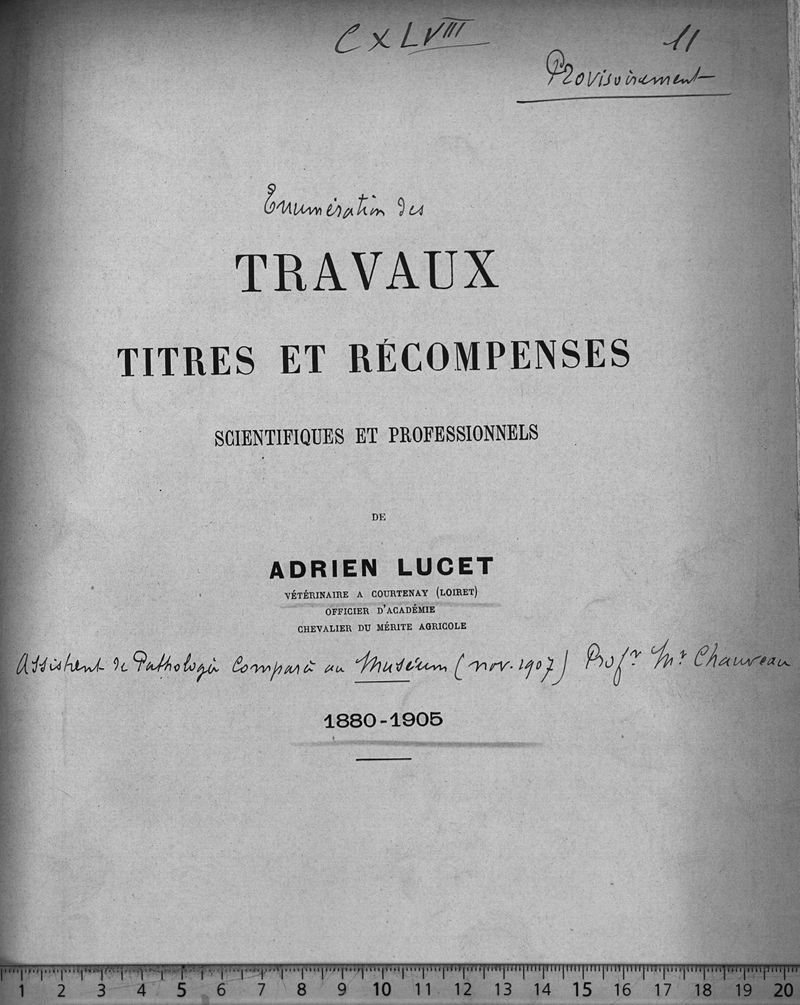 CXLVIII
11
Provisoirement
Enumération des
TRAVAUX
TITRES ET RÉCOMPENSES
SCIENTIFIQUES ET PROFESSIONNELS
DE
ADRIEN LUCET
VÉTÉRINAIRE A COURTENAY (LOIRET)
OFFICIER D'ACADÉMIE
CHEVALIER DU MÉRITE AGRICOLE
Assistent de Pathologie Comparée au Muséum (nov. 1907) Profr Mr Chauveau
1880-1905
1 2 3 4 5 6 7 8 9 10 11 12 13 14 15 16 17 18 19 20